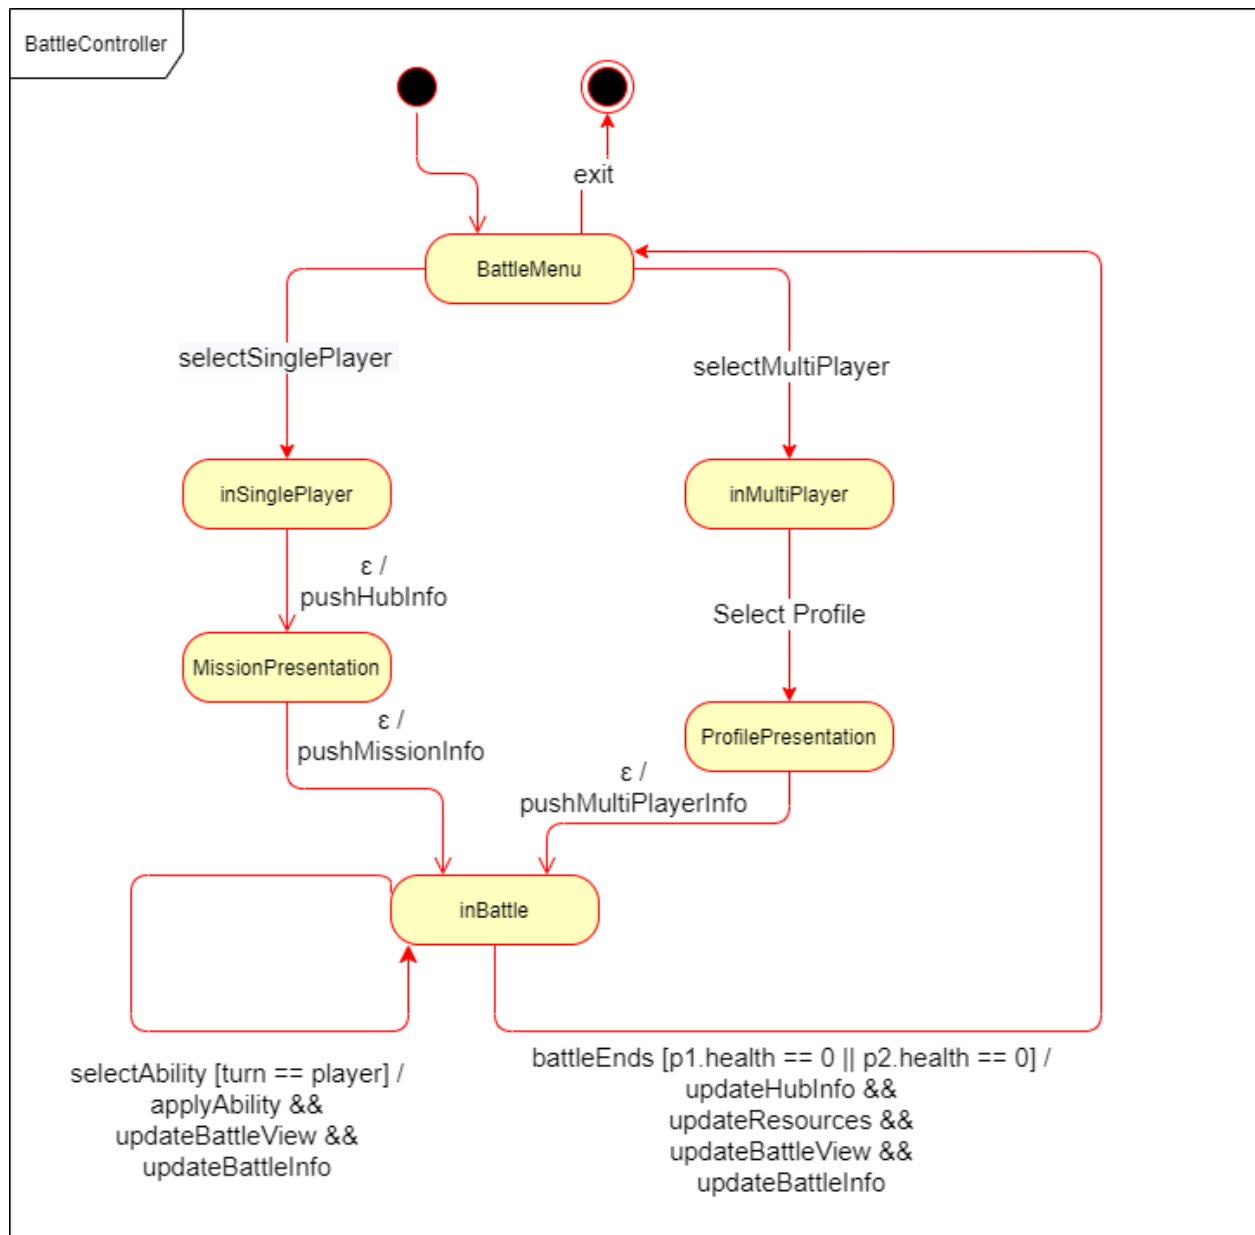 BattleController
exit
BattleMenu
selectSinglePlayer
selectMultiPlayer
inSinglePlayer
inMultiPlayer
ε /
pushHubInfo
Select Profile
MissionPresentation
ε /
pushMissionInfo
ProfilePresentation
ε /
pushMultiPlayerInfo
inBattle
selectAbility [turn == player] /
applyAbility &&
updateBattleView &&
updateBattleInfo
battleEnds [p1.health == 0 || p2.health == 0] /
updateHubInfo &&
updateResources &&
updateBattleView &&
updateBattleInfo